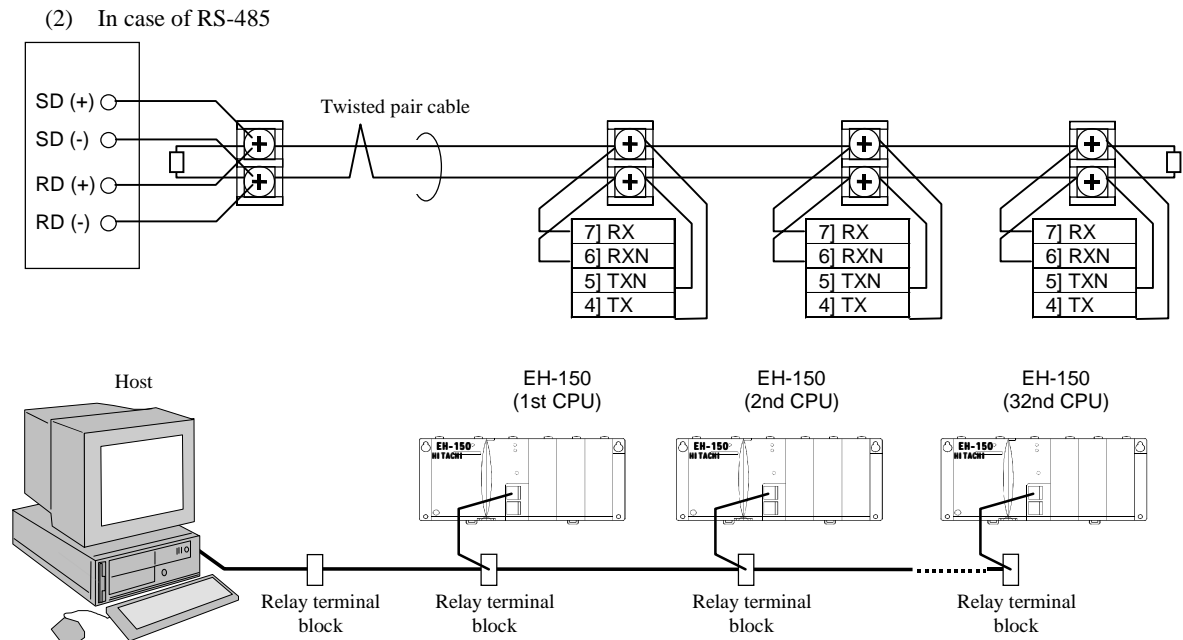 (2) In case of RS-485
SD (+)
SD (-)
RD (+)
RD (-)
Twisted pair cable
7] RX
6] RXN
5] TXN
4] TX
7] RX
6] RXN
5] TXN
4] TX
7] RX
6] RXN
5] TXN
4] TX
Host
EH-150
(1st CPU)
EH-150
(2nd CPU)
EH-150
(32nd CPU)
EH-150
HITACHI
EH-150
HITACHI
EH-150
HITACHI
Relay terminal
block
Relay terminal
block
Relay terminal
block
Relay terminal
block